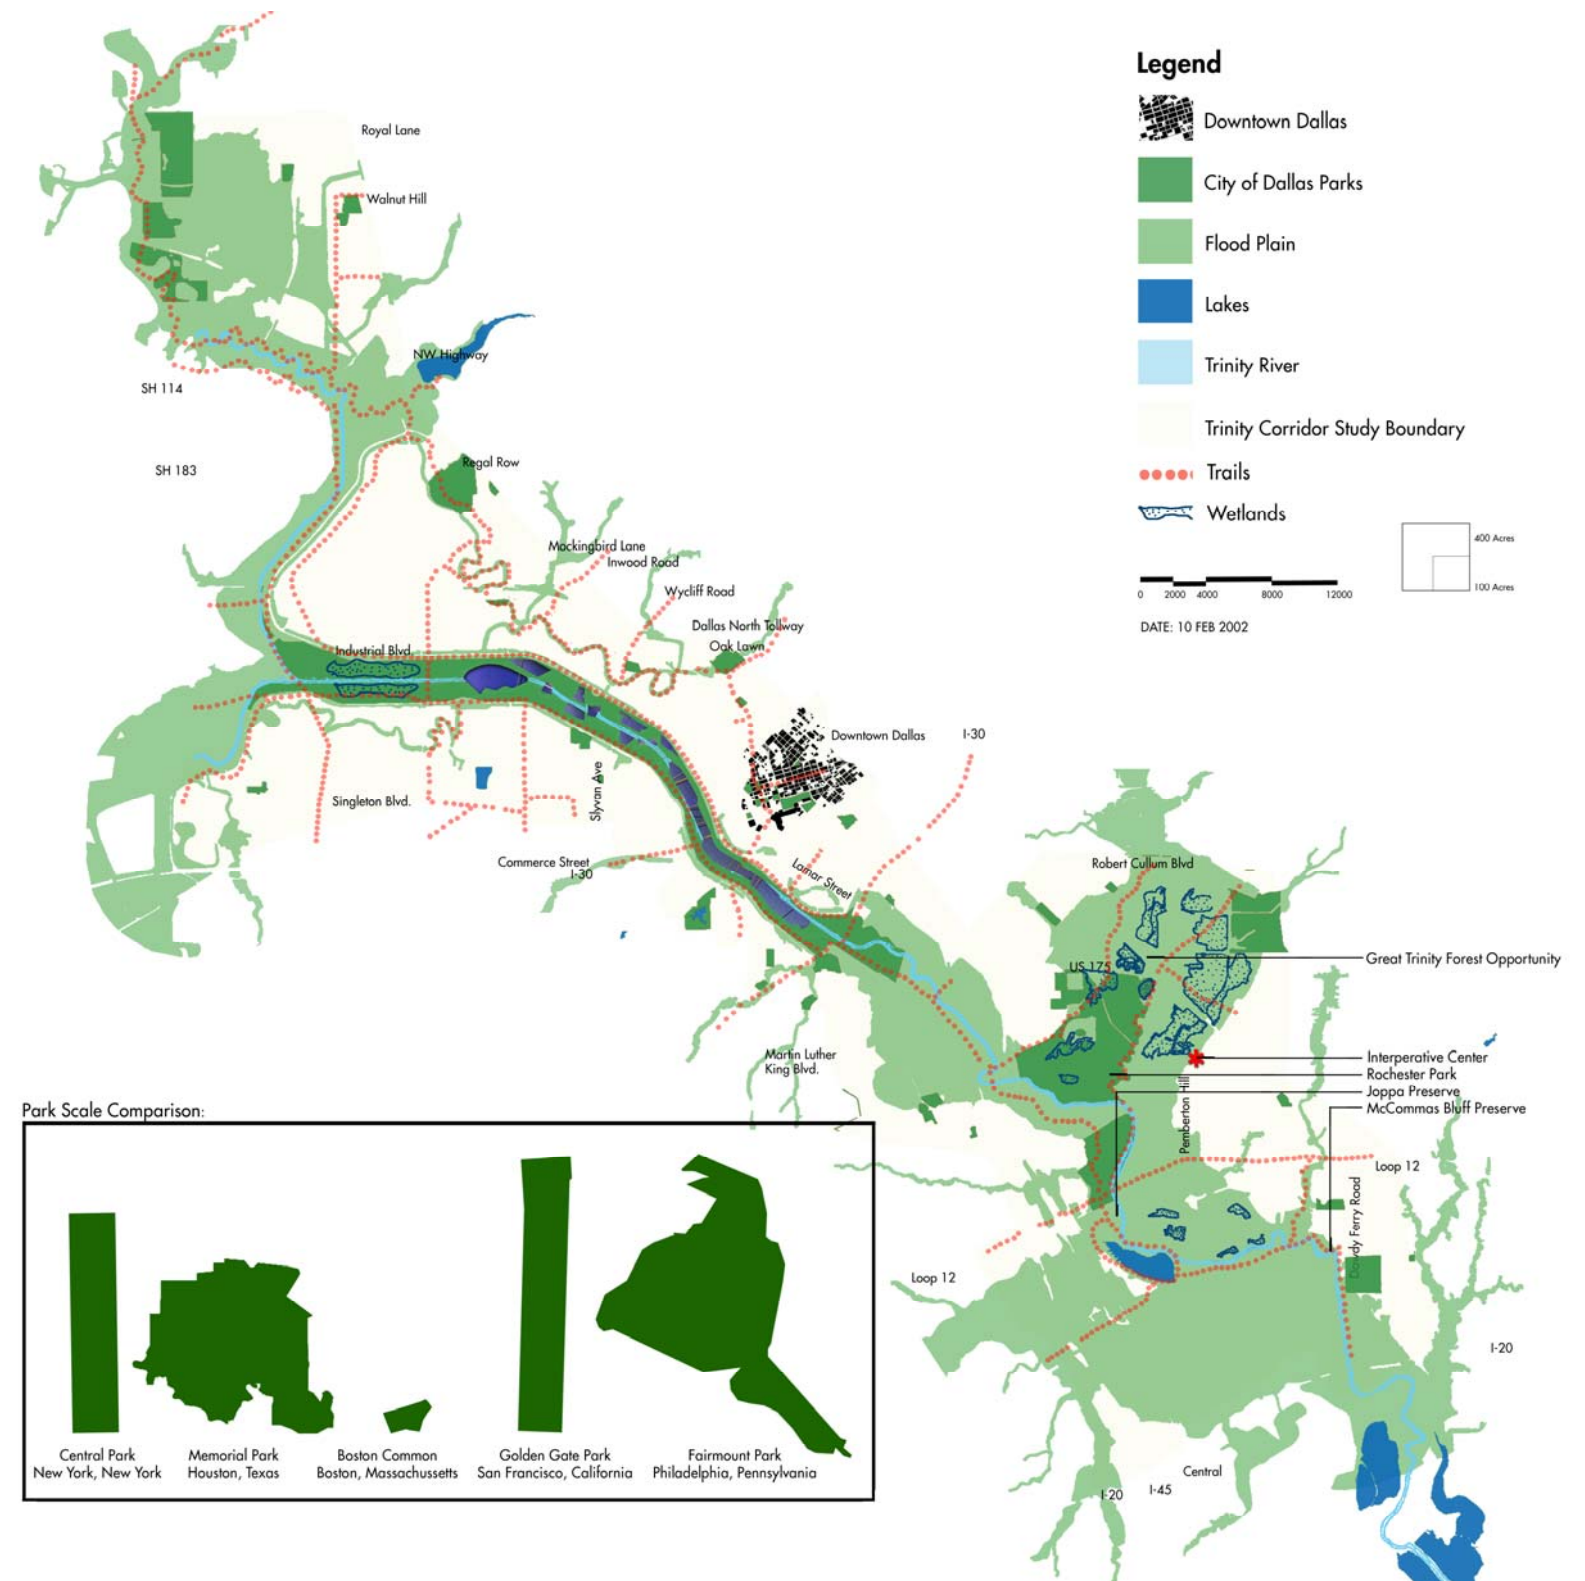 Legend
Downtown Dallas
City of Dallas Parks
Flood Plain
Lakes
Trinity River
Trinity Corridor Study Boundary
Trails
Wetlands
400 Acres
100 Acres
0 2000 4000 8000 12000
DATE: 10 FEB 2002
Royal Lane
Walnut Hill
NW Highway
SH 114
SH 183
Regal Row
Mockingbird Lane
Inwood Road
Wycliff Road
Dallas North Tollway
Oak Lawn
Industrial Blvd.
Downtown Dallas
I-30
Slyvan Ave
Singleton Blvd.
Commerce Street
I-30
Lamar Street
Robert Cullum Blvd
US 175
Great Trinity Forest Opportunity
Martin Luther
King Blvd.
Interperative Center
Rochester Park
Joppa Preserve
McCommas Bluff Preserve
Pemberton Hill
Loop 12
Dowdy Ferry Road
Loop 12
I-20
Central
I-45
I-20
Park Scale Comparison:
Central Park
New York, New York
Memorial Park
Houston, Texas
Boston Common
Boston, Massachussetts
Golden Gate Park
San Francisco, California
Fairmount Park
Philadelphia, Pennsylvania